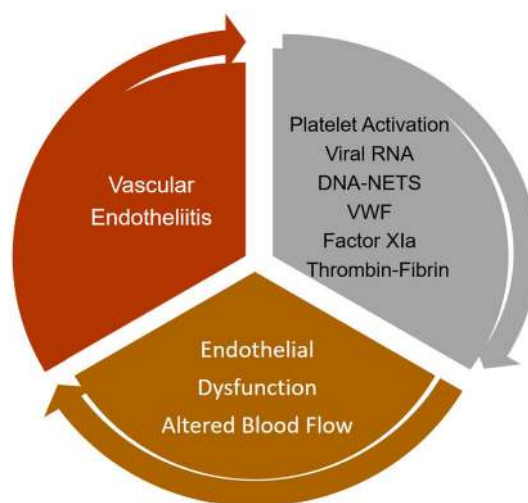 Vascular
Endotheliitis
Platelet Activation
Viral RNA
DNA-NETS
VWF
Factor XIa
Thrombin-Fibrin
Endothelial
Dysfunction
Altered Blood Flow